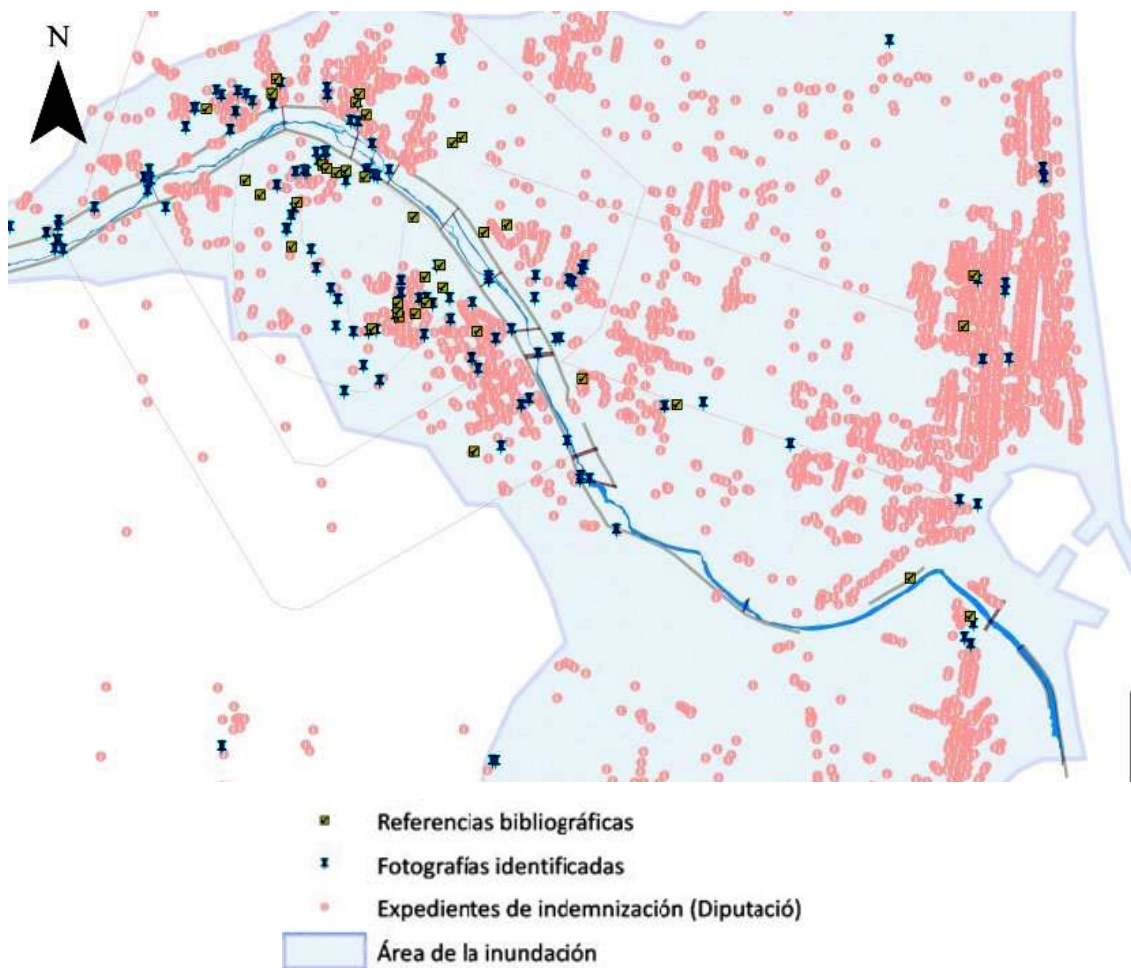 N
Referencias bibliográficas
Fotografías identificadas
Expedientes de indemnización (Diputació)
Área de la inundación